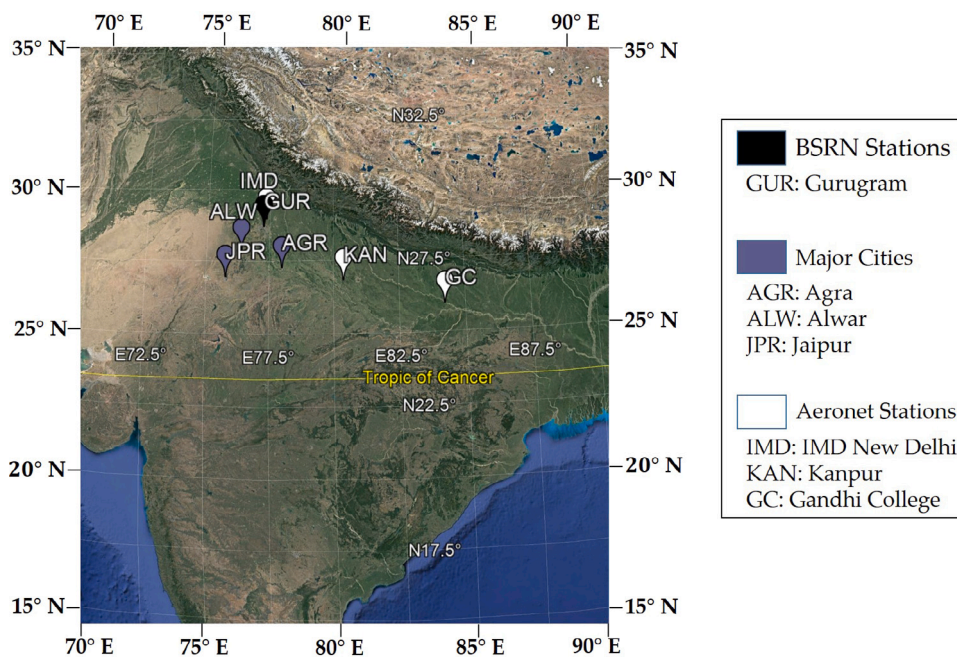 70° E 75° E 80° E 85° E 90° E
35° N 35° N
N32.5°
30° N 30° N
IMD
GUR
ALW
JPR AGR KAN N27.5°
GC
25° N 25° N
E72.5° E77.5° E82.5° E87.5°
Tropic of Cancer
N22.5°
20° N 20° N
N17.5°
15° N 15° N
70° E 75° E 80° E 85° E 90° E
BSRN Stations
GUR: Gurugram
Major Cities
AGR: Agra
ALW: Alwar
JPR: Jaipur
Aeronet Stations
IMD: IMD New Delhi
KAN: Kanpur
GC: Gandhi College